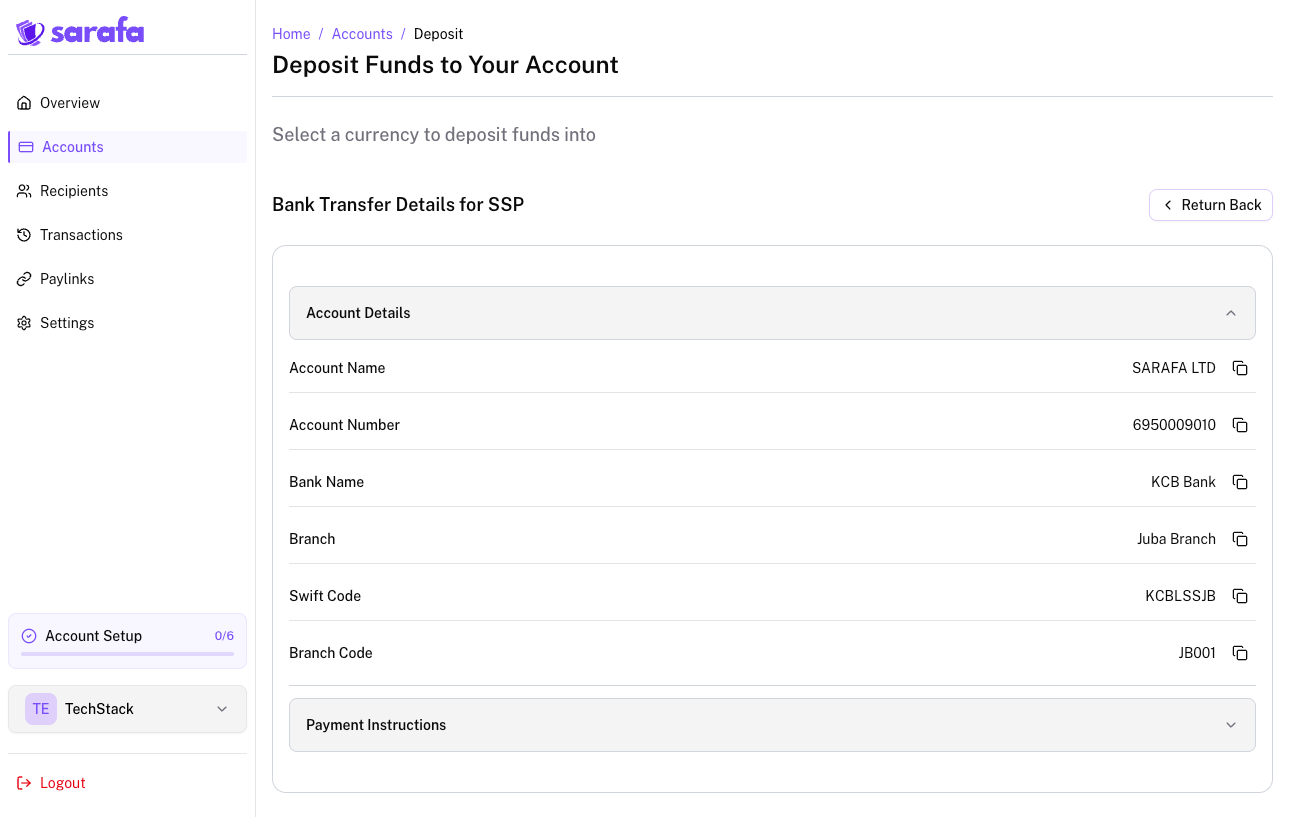 sarafa
Overview
Accounts
Recipients
Transactions
Paylinks
Settings
Account Setup 0/6
TE TechStack
Logout
Home / Accounts / Deposit
Deposit Funds to Your Account
Select a currency to deposit funds into
Bank Transfer Details for SSP
Return Back
Account Details
Account Name SARAFA LTD
Account Number 6950009010
Bank Name KCB Bank
Branch Juba Branch
Swift Code KCBLSSJB
Branch Code JB001
Payment Instructions